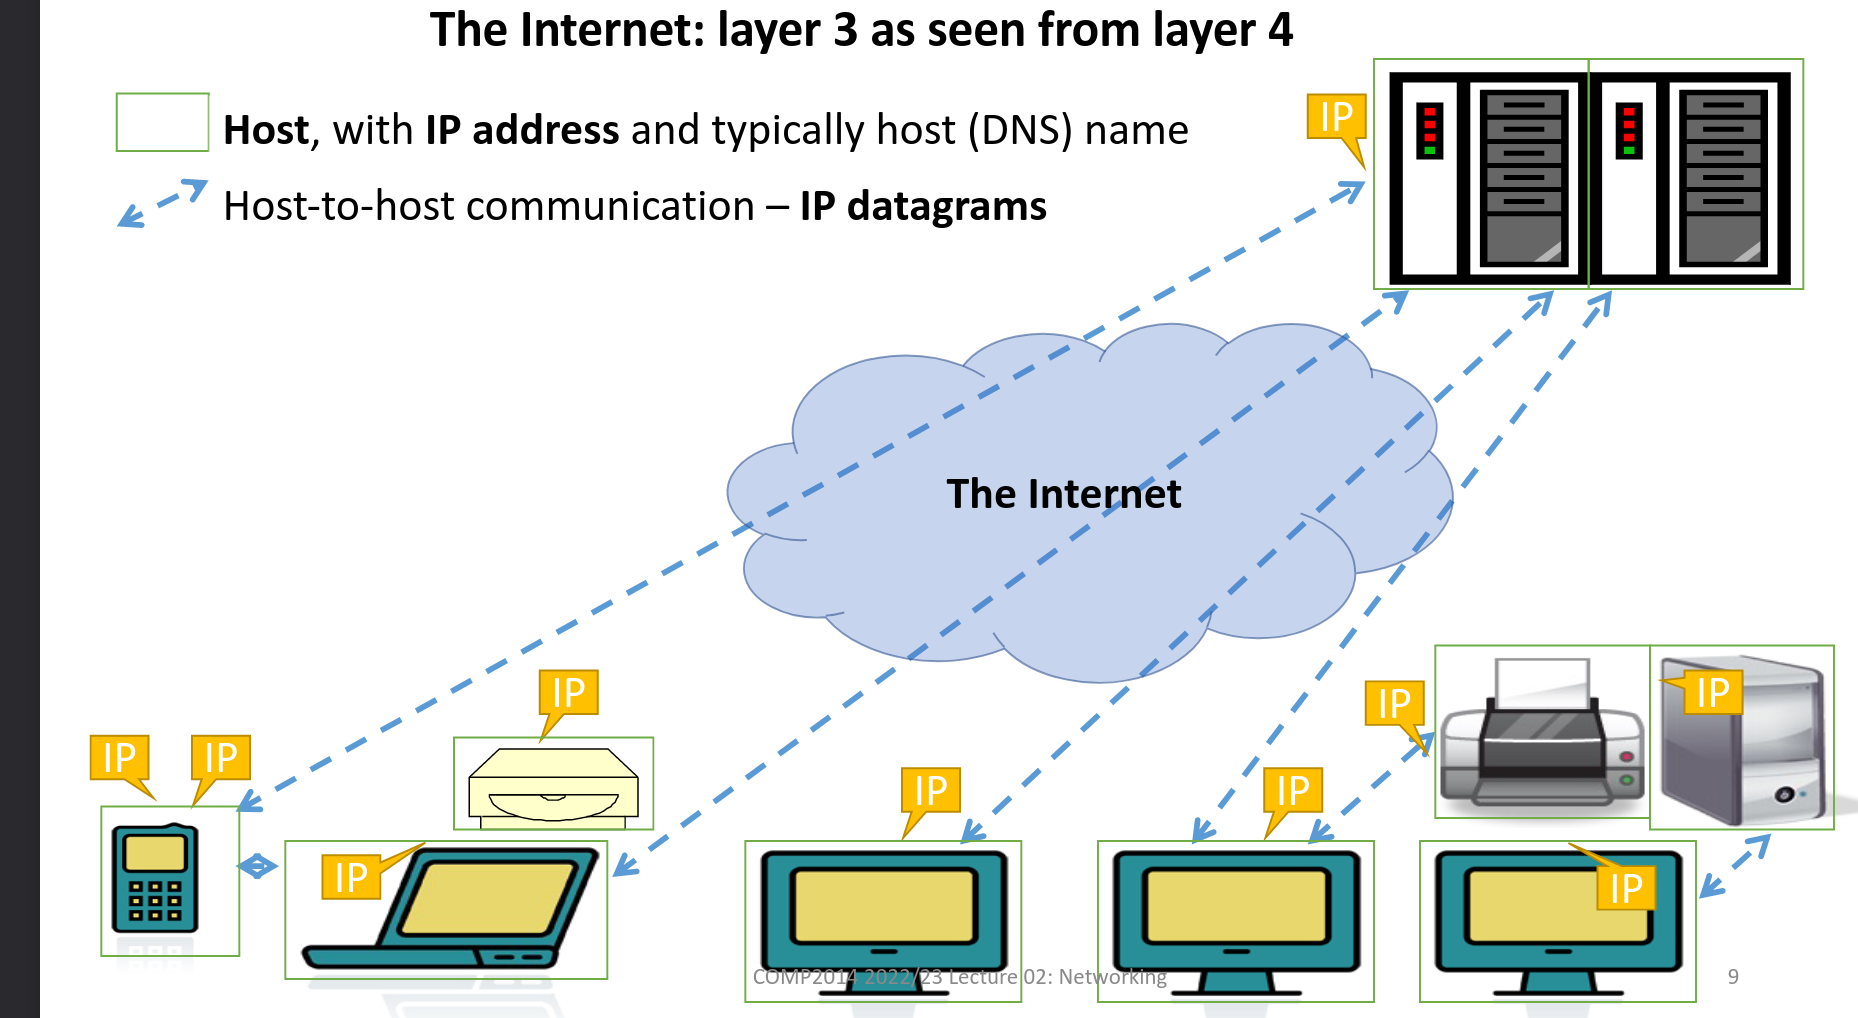 The Internet: layer 3 as seen from layer 4
Host, with IP address and typically host (DNS) name
Host-to-host communication – IP datagrams
IP
The Internet
IP
IP
IP
IP
IP
IP
IP
IP
IP
IP
COMP2014 2022/23 Lecture 02: Networking
9